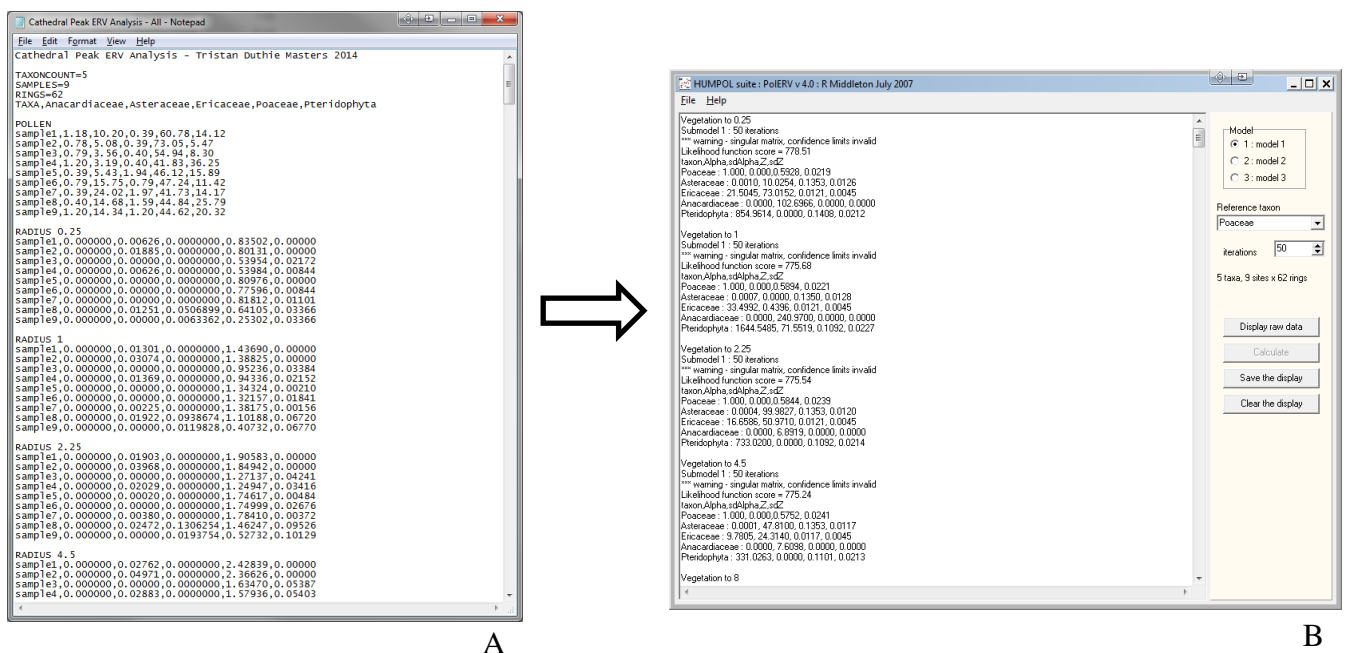 Cathedral Peak ERV Analysis - All - Notepad
File Edit Format View Help
Cathedral Peak ERV Analysis - Tristan Duthie Masters 2014
TAXONCOUNT=5
SAMPLES=9
RINGS=62
TAXA,Anacardiaceae,Asteraceae,Ericaceae,Poaceae,Pteridophyta
POLLEN
sample1,1.18,10.20,0.39,60.78,14.12
sample2,0.78,5.08,0.39,73.05,5.47
sample3,0.79,3.56,0.40,54.94,8.30
sample4,1.20,3.19,0.40,41.83,36.25
sample5,0.39,5.43,1.94,46.12,15.89
sample6,0.79,15.75,0.79,47.24,11.42
sample7,0.39,24.02,1.97,41.73,14.17
sample8,0.40,14.68,1.59,44.84,25.79
sample9,1.20,14.34,1.20,44.62,20.32
RADIUS 0.25
sample1,0.000000,0.00626,0.0000000,0.83502,0.00000
sample2,0.000000,0.01885,0.0000000,0.80131,0.00000
sample3,0.000000,0.00000,0.0000000,0.53954,0.02172
sample4,0.000000,0.00626,0.0000000,0.53984,0.00844
sample5,0.000000,0.00000,0.0000000,0.80976,0.00000
sample6,0.000000,0.00000,0.0000000,0.77596,0.00844
sample7,0.000000,0.00000,0.0000000,0.81812,0.01101
sample8,0.000000,0.01251,0.0506899,0.64105,0.03366
sample9,0.000000,0.00000,0.0063362,0.25302,0.03366
RADIUS 1
sample1,0.000000,0.01301,0.0000000,1.43690,0.00000
sample2,0.000000,0.03074,0.0000000,1.38825,0.00000
sample3,0.000000,0.00000,0.0000000,0.95236,0.03384
sample4,0.000000,0.01369,0.0000000,0.94336,0.02152
sample5,0.000000,0.00000,0.0000000,1.34324,0.00210
sample6,0.000000,0.00000,0.0000000,1.32157,0.01841
sample7,0.000000,0.00225,0.0000000,1.38175,0.00156
sample8,0.000000,0.01922,0.0938674,1.10188,0.06720
sample9,0.000000,0.00000,0.0119828,0.40732,0.06770
RADIUS 2.25
sample1,0.000000,0.01903,0.0000000,1.90583,0.00000
sample2,0.000000,0.03968,0.0000000,1.84942,0.00000
sample3,0.000000,0.00000,0.0000000,1.27137,0.04241
sample4,0.000000,0.02029,0.0000000,1.24947,0.03416
sample5,0.000000,0.00020,0.0000000,1.74617,0.00484
sample6,0.000000,0.00000,0.0000000,1.74999,0.02676
sample7,0.000000,0.00380,0.0000000,1.78410,0.00372
sample8,0.000000,0.02472,0.1306254,1.46247,0.09526
sample9,0.000000,0.00000,0.0193754,0.52732,0.10129
RADIUS 4.5
sample1,0.000000,0.02762,0.0000000,2.42839,0.00000
sample2,0.000000,0.04971,0.0000000,2.36626,0.00000
sample3,0.000000,0.00000,0.0000000,1.63470,0.05387
sample4,0.000000,0.02883,0.0000000,1.57936,0.05403
A
HUMPOL suite : PolERV v 4.0 : R Middleton July 2007
File Help
Vegetation to 0.25
Submodel 1 : 50 iterations
*** warning - singular matrix, confidence limits invalid
Likelihood function score = 778.51
taxon,Alpha,sdAlpha,Z,sdZ
Poaceae : 1.000, 0.000,0.5928, 0.0219
Asteraceae : 0.0010, 10.0254, 0.1353, 0.0126
Ericaceae : 21.5045, 73.0152, 0.0121, 0.0045
Anacardiaceae : 0.0000, 102.6966, 0.0000, 0.0000
Pteridophyta : 854.9614, 0.0000, 0.1408, 0.0212
Vegetation to 1
Submodel 1 : 50 iterations
*** warning - singular matrix, confidence limits invalid
Likelihood function score = 775.68
taxon,Alpha,sdAlpha,Z,sdZ
Poaceae : 1.000, 0.000,0.5894, 0.0221
Asteraceae : 0.0007, 0.0000, 0.1350, 0.0128
Ericaceae : 33.4992, 0.4396, 0.0121, 0.0045
Anacardiaceae : 0.0000, 240.9700, 0.0000, 0.0000
Pteridophyta : 1644.5485, 71.5519, 0.1092, 0.0227
Vegetation to 2.25
Submodel 1 : 50 iterations
*** warning - singular matrix, confidence limits invalid
Likelihood function score = 775.54
taxon,Alpha,sdAlpha,Z,sdZ
Poaceae : 1.000, 0.000,0.5844, 0.0239
Asteraceae : 0.0004, 99.9827, 0.1353, 0.0120
Ericaceae : 16.6586, 50.9710, 0.0121, 0.0045
Anacardiaceae : 0.0000, 6.8919, 0.0000, 0.0000
Pteridophyta : 733.0200, 0.0000, 0.1092, 0.0214
Vegetation to 4.5
Submodel 1 : 50 iterations
*** warning - singular matrix, confidence limits invalid
Likelihood function score = 775.24
taxon,Alpha,sdAlpha,Z,sdZ
Poaceae : 1.000, 0.000,0.5752, 0.0241
Asteraceae : 0.0001, 47.8100, 0.1353, 0.0117
Ericaceae : 9.7805, 24.3140, 0.0117, 0.0045
Anacardiaceae : 0.0000, 7.6098, 0.0000, 0.0000
Pteridophyta : 331.0263, 0.0000, 0.1101, 0.0213
Vegetation to 8
Model
1 : model 1
2 : model 2
3 : model 3
Reference taxon
Poaceae
iterations 50
5 taxa, 9 sites x 62 rings
Display raw data
Calculate
Save the display
Clear the display
B